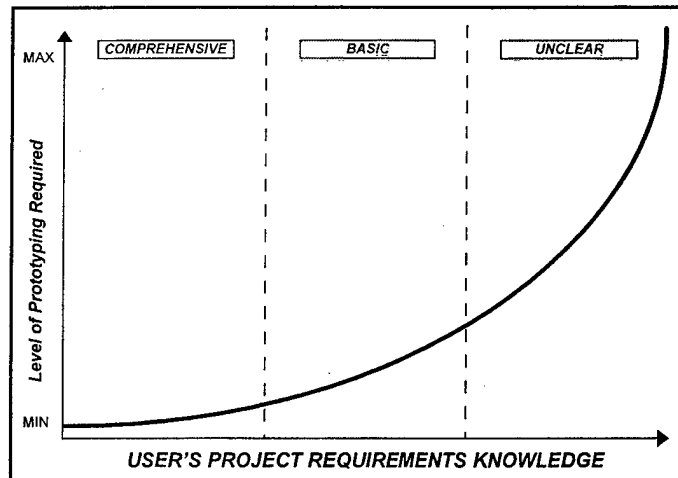 MAX
COMPREHENSIVE
BASIC
UNCLEAR
Level of Prototyping Required
MIN
USER'S PROJECT REQUIREMENTS KNOWLEDGE